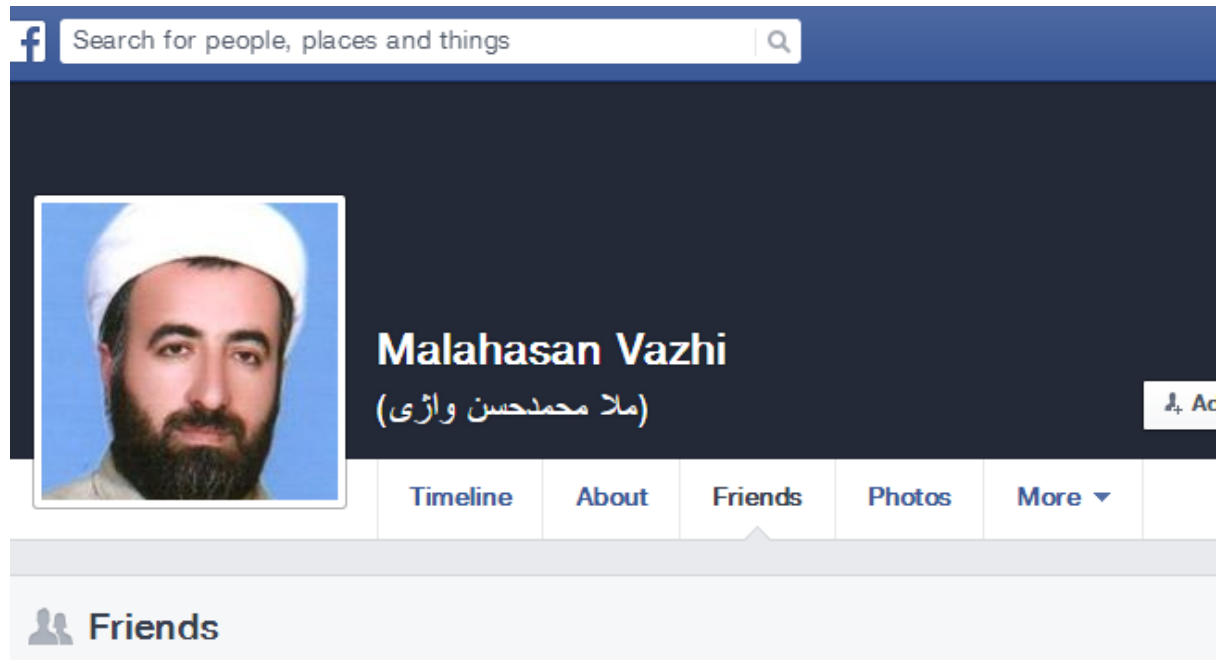 f
Search for people, places and things
Malahasan Vazhi
(ملا محمدحسن واژی)
Timeline About Friends Photos More
Friends